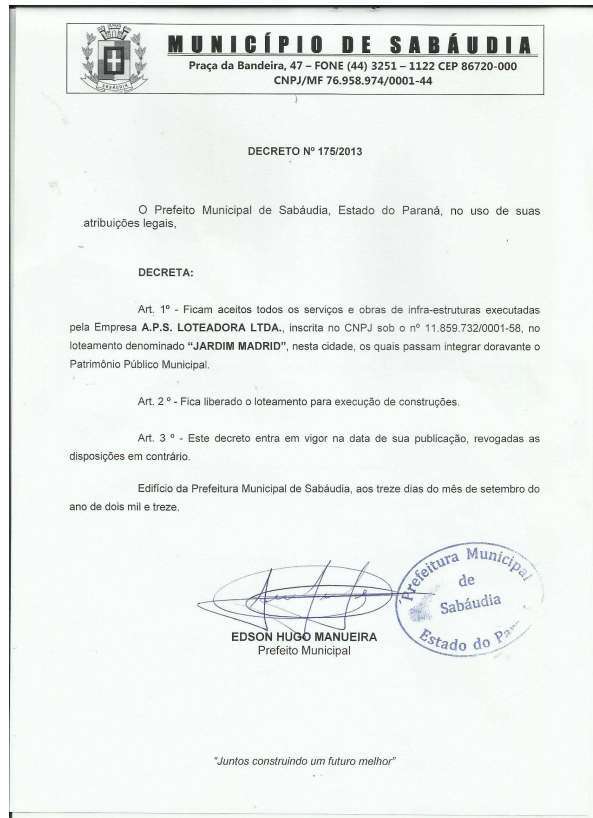 MUNICÍPIO DE SABÁUDIA
Praça da Bandeira, 47 – FONE (44) 3251 – 1122 CEP 86720-000
CNPJ/MF 76.958.974/0001-44
SABÁUDIA
DECRETO Nº 175/2013
O Prefeito Municipal de Sabáudia, Estado do Paraná, no uso de suas
atribuições legais,
DECRETA:
Art. 1º - Ficam aceitos todos os serviços e obras de infra-estruturas executadas
pela Empresa A.P.S. LOTEADORA LTDA., inscrita no CNPJ sob o nº 11.859.732/0001-58, no
loteamento denominado “JARDIM MADRID”, nesta cidade, os quais passam integrar doravante o
Patrimônio Público Municipal.
Art. 2 º - Fica liberado o loteamento para execução de construções.
Art. 3 º - Este decreto entra em vigor na data de sua publicação, revogadas as
disposições em contrário.
Edifício da Prefeitura Municipal de Sabáudia, aos treze dias do mês de setembro do
ano de dois mil e treze.
EDSON HUGO MANUEIRA
Prefeito Municipal
Prefeitura Municipal
de
Sabáudia
Estado do Par
"Juntos construindo um futuro melhor"